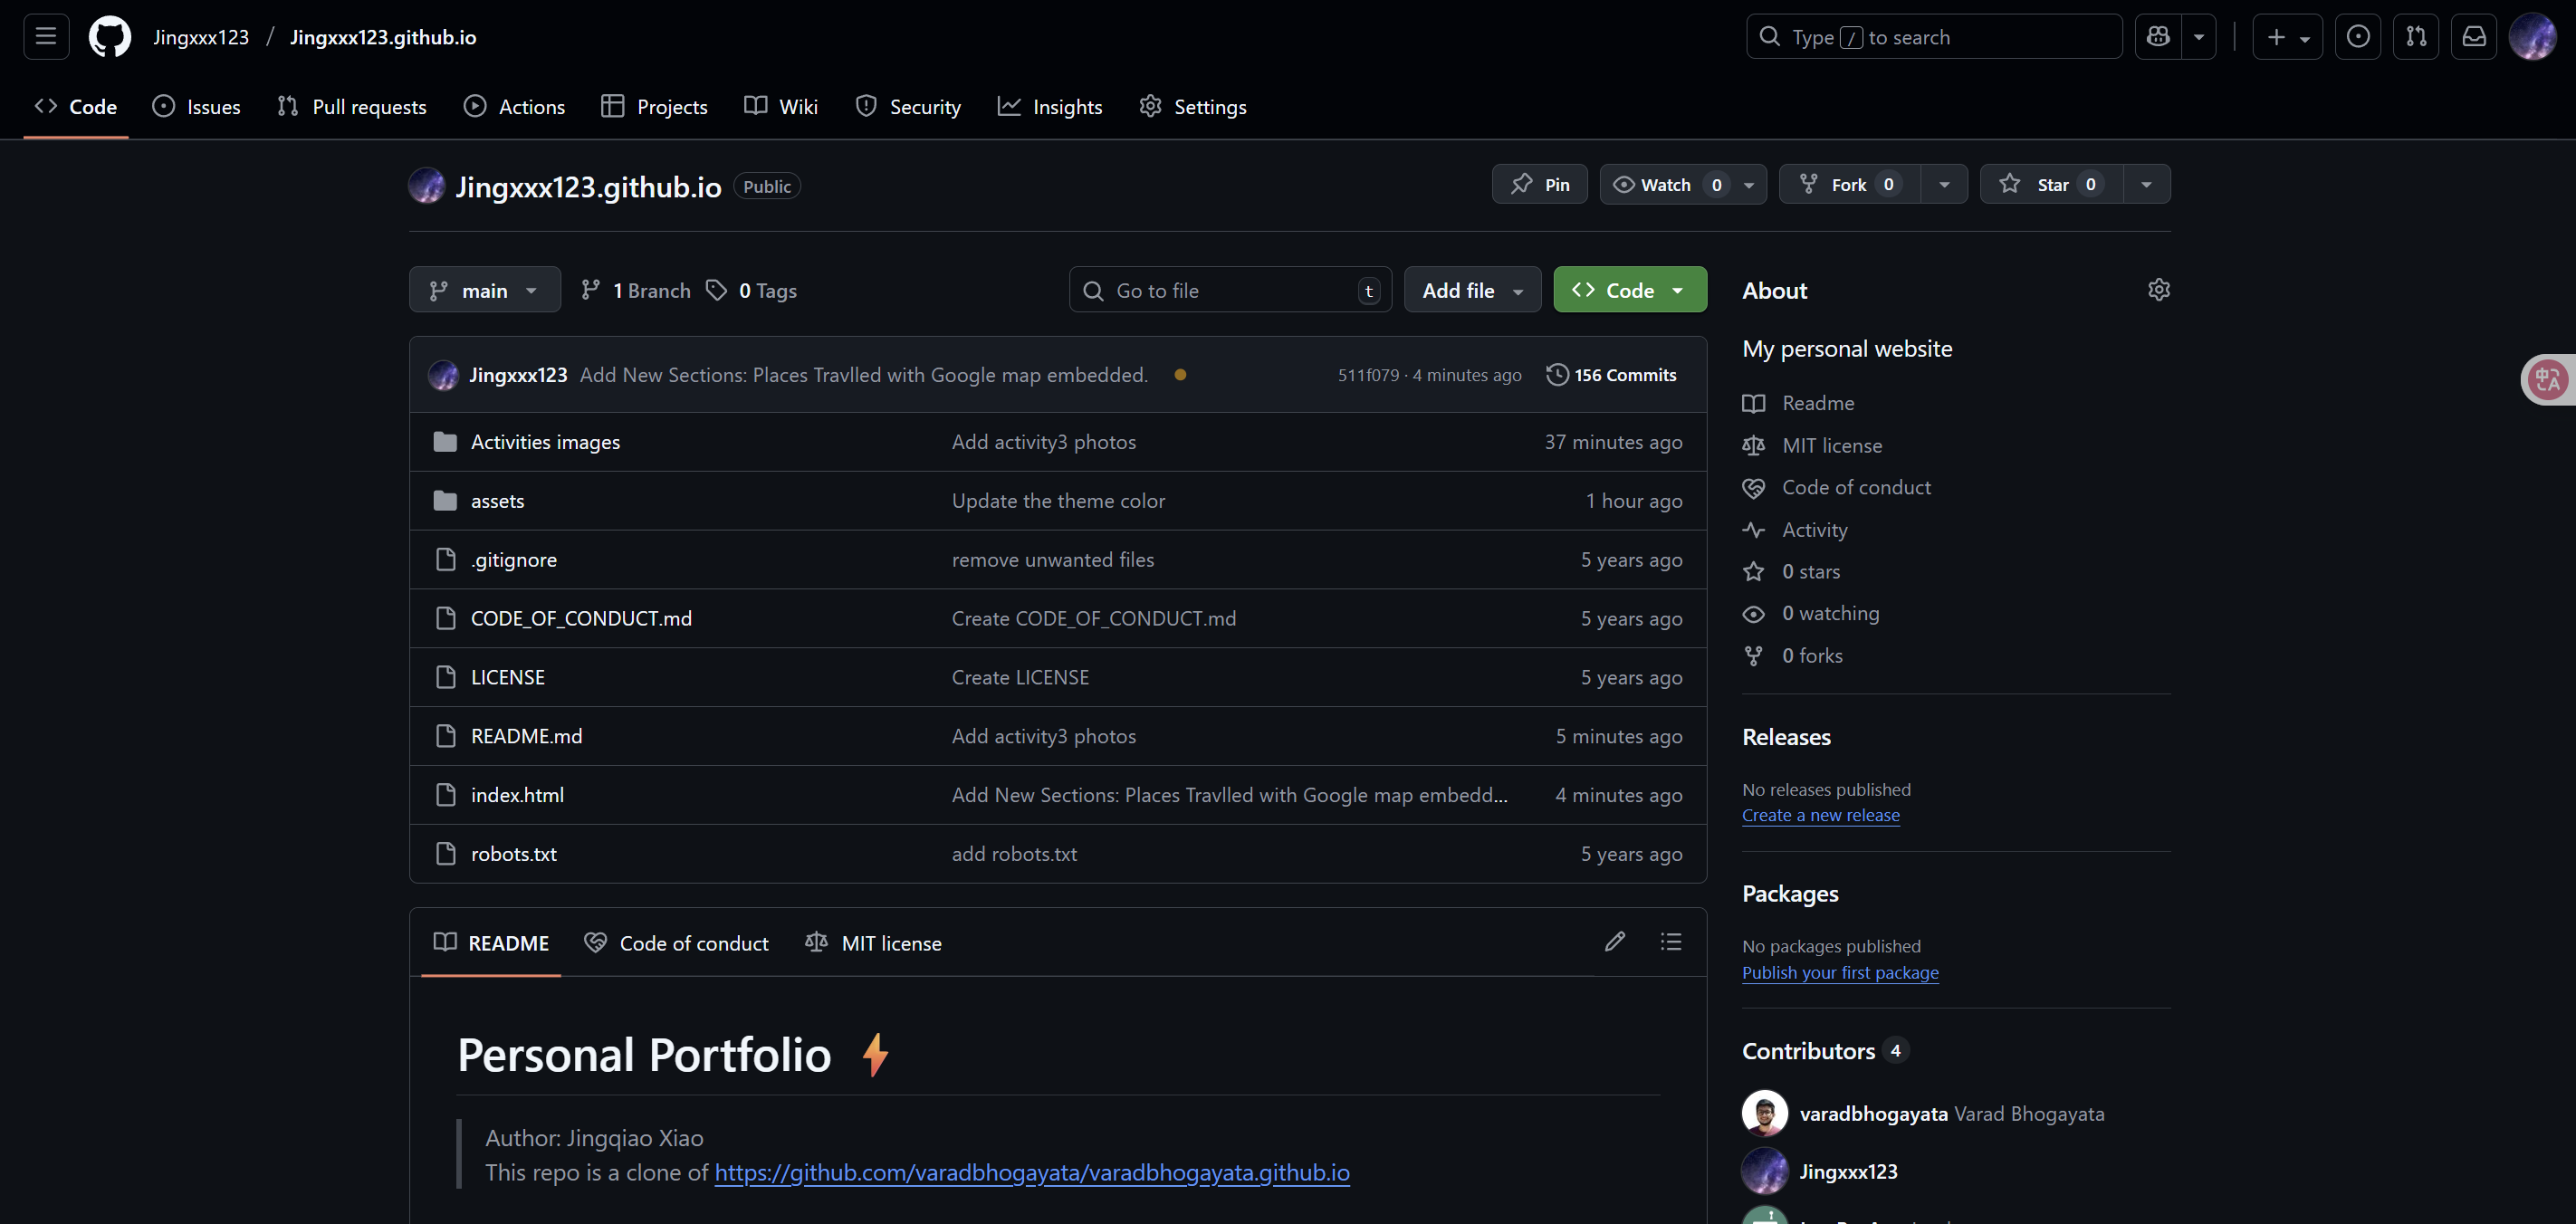 Jingxxx123 / Jingxxx123.github.io
Type / to search
Code Issues Pull requests Actions Projects Wiki Security Insights Settings
Jingxxx123.github.io Public
Pin Watch 0 Fork 0 Star 0
main 1 Branch 0 Tags
Go to file t Add file Code
Jingxxx123 Add New Sections: Places Travlled with Google map embedded. 511f079 · 4 minutes ago 156 Commits
Activities images Add activity3 photos 37 minutes ago
assets Update the theme color 1 hour ago
.gitignore remove unwanted files 5 years ago
CODE_OF_CONDUCT.md Create CODE_OF_CONDUCT.md 5 years ago
LICENSE Create LICENSE 5 years ago
README.md Add activity3 photos 5 minutes ago
index.html Add New Sections: Places Travlled with Google map embedd... 4 minutes ago
robots.txt add robots.txt 5 years ago
README Code of conduct MIT license
Personal Portfolio ⚡
Author: Jingqiao Xiao
This repo is a clone of https://github.com/varadbhogayata/varadbhogayata.github.io
About
My personal website
Readme
MIT license
Code of conduct
Activity
0 stars
0 watching
0 forks
Releases
No releases published
Create a new release
Packages
No packages published
Publish your first package
Contributors 4
varadbhogayata Varad Bhogayata
Jingxxx123
中A